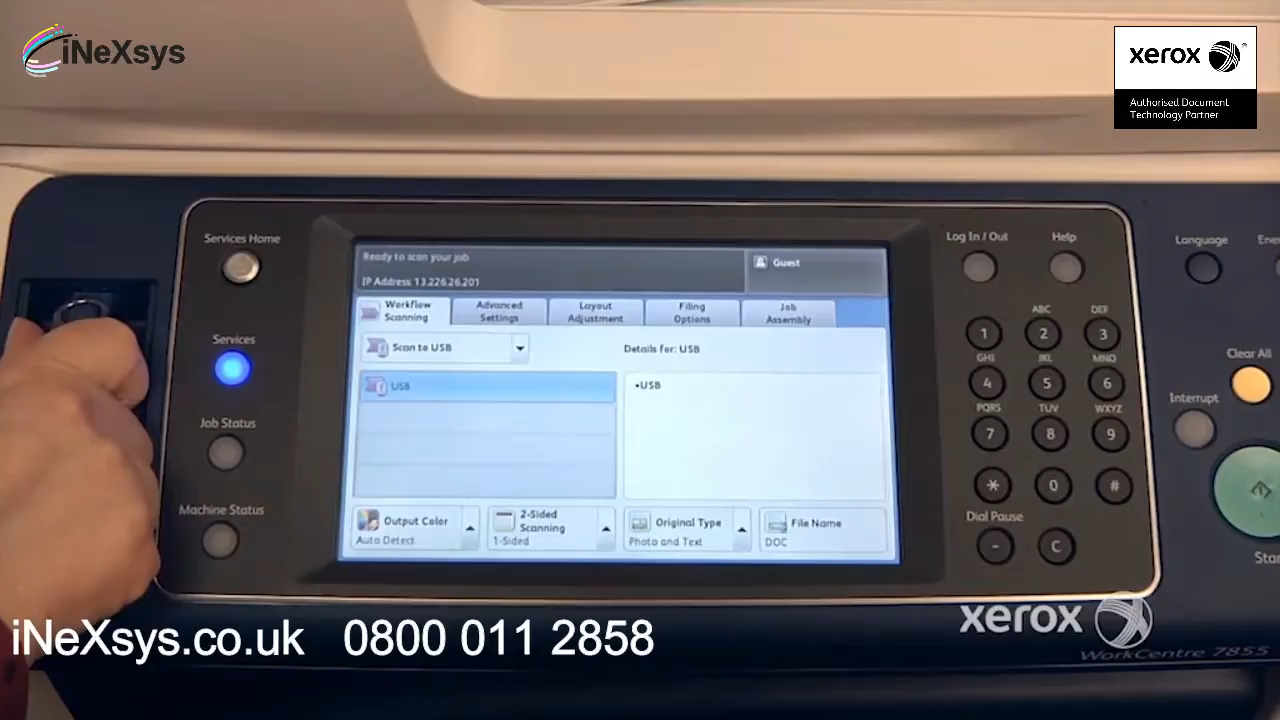 iNeXsys
xerox
Authorised Document
Technology Partner
Services Home
Services
Job Status
Machine Status
Ready to scan your job.
IP Address: 13.226.26.201
Guest
Workflow
Scanning
Advanced
Settings
Layout
Adjustment
Filing
Options
Job
Assembly
Scan to USB
Details for: USB
USB
•USB
Output Color
Auto Detect
2-Sided
Scanning
1-Sided
Original Type
Photo and Text
File Name
DOC
Log In / Out
Help
Language
ABC
DEF
1
2
3
GHI
JKL
MNO
4
5
6
PQRS
TUV
WXYZ
7
8
9
*
0
#
Dial Pause
-
C
Clear All
Interrupt
xerox
WorkCentre 7855
iNeXsys.co.uk 0800 011 2858